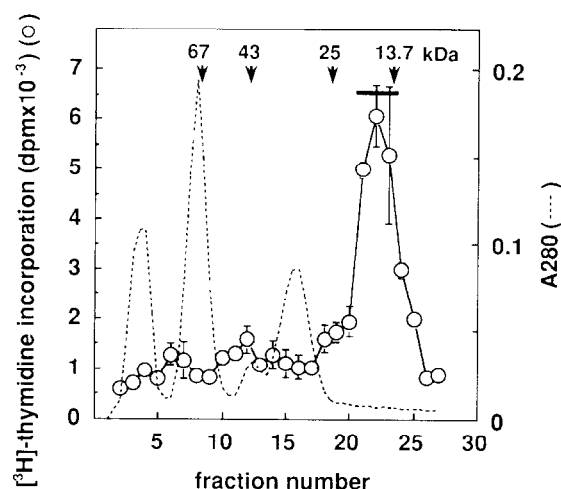 67 43 25 13.7 kDa
7
6
5
4
3
2
1
0
0.2
0.1
0
5 10 15 20 25 30
fraction number
[³H]-thymidine incorporation (dpmx10⁻³) (○)
A280 (---)